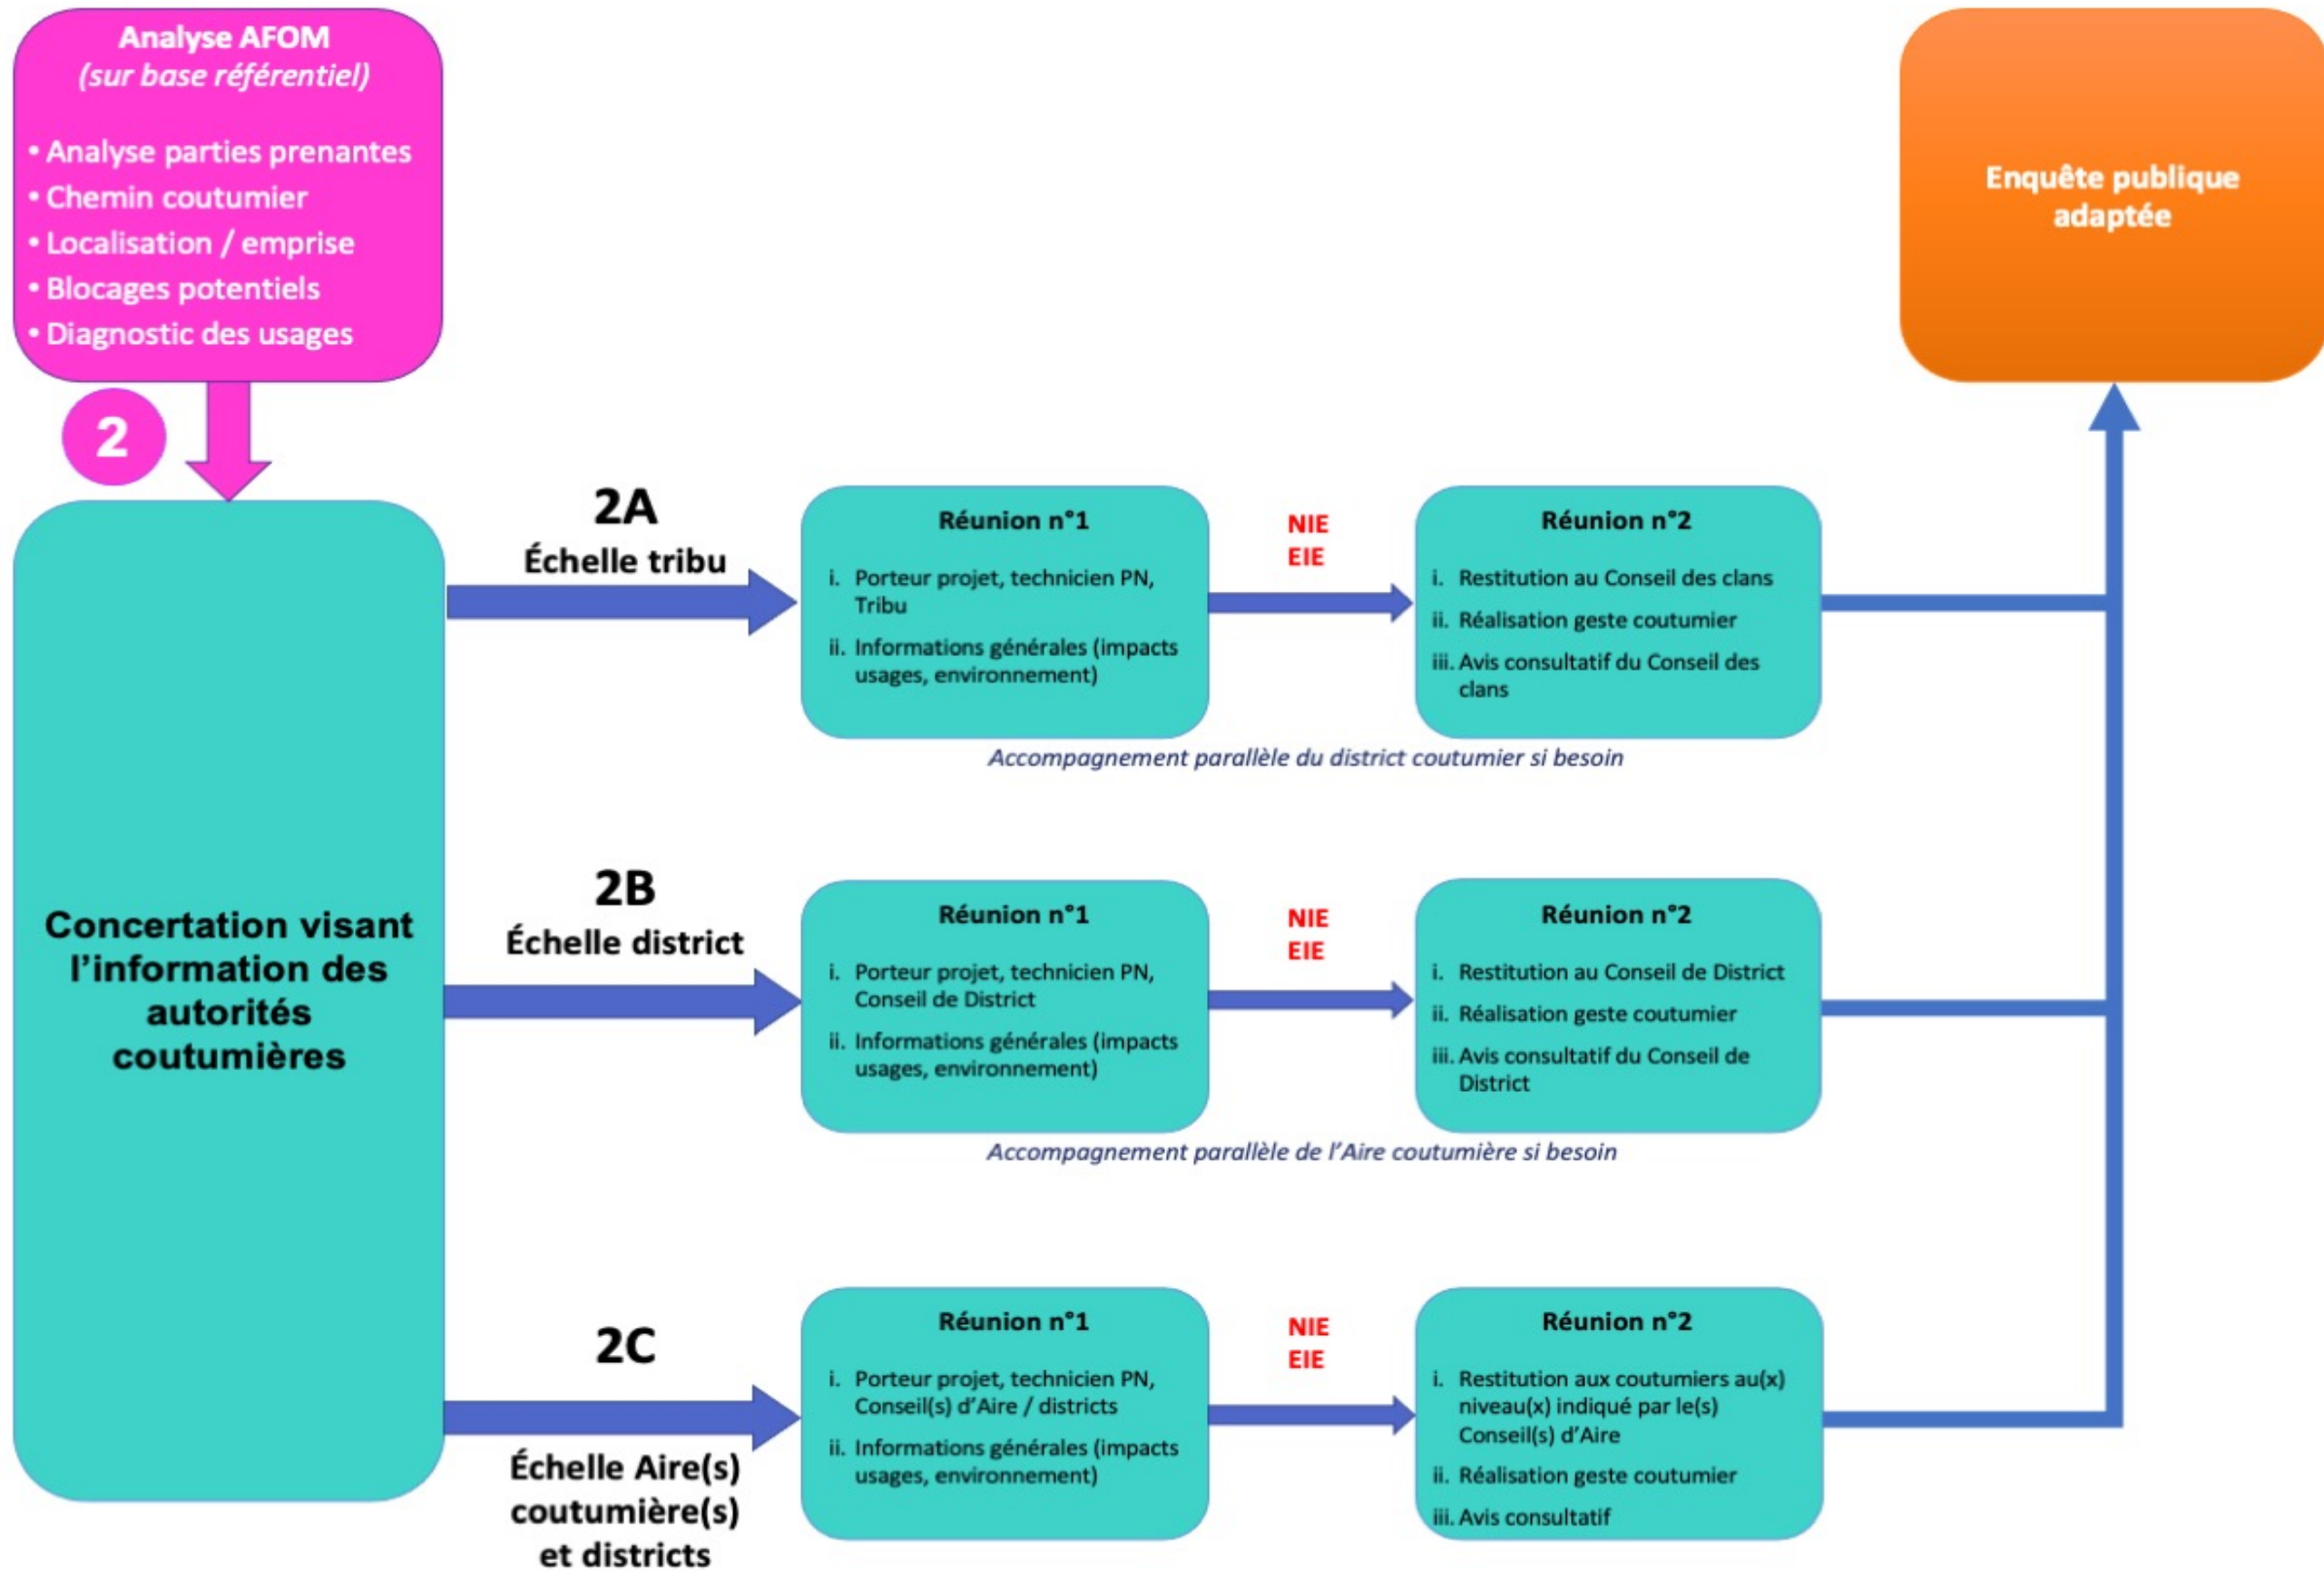 Analyse AFOM
(sur base référentiel)
• Analyse parties prenantes
• Chemin coutumier
• Localisation / emprise
• Blocages potentiels
• Diagnostic des usages
Enquête publique
adaptée
2
Concertation visant
l'information des
autorités
coutumières
2A
Échelle tribu
Réunion n°1
i. Porteur projet, technicien PN,
Tribu
ii. Informations générales (impacts
usages, environnement)
NIE
EIE
Réunion n°2
i. Restitution au Conseil des clans
ii. Réalisation geste coutumier
iii. Avis consultatif du Conseil des
clans
Accompagnement parallèle du district coutumier si besoin
2B
Échelle district
Réunion n°1
i. Porteur projet, technicien PN,
Conseil de District
ii. Informations générales (impacts
usages, environnement)
NIE
EIE
Réunion n°2
i. Restitution au Conseil de District
ii. Réalisation geste coutumier
iii. Avis consultatif du Conseil de
District
Accompagnement parallèle de l'Aire coutumière si besoin
2C
Échelle Aire(s)
coutumière(s)
et districts
Réunion n°1
i. Porteur projet, technicien PN,
Conseil(s) d'Aire / districts
ii. Informations générales (impacts
usages, environnement)
NIE
EIE
Réunion n°2
i. Restitution aux coutumiers au(x)
niveau(x) indiqué par le(s)
Conseil(s) d'Aire
ii. Réalisation geste coutumier
iii. Avis consultatif